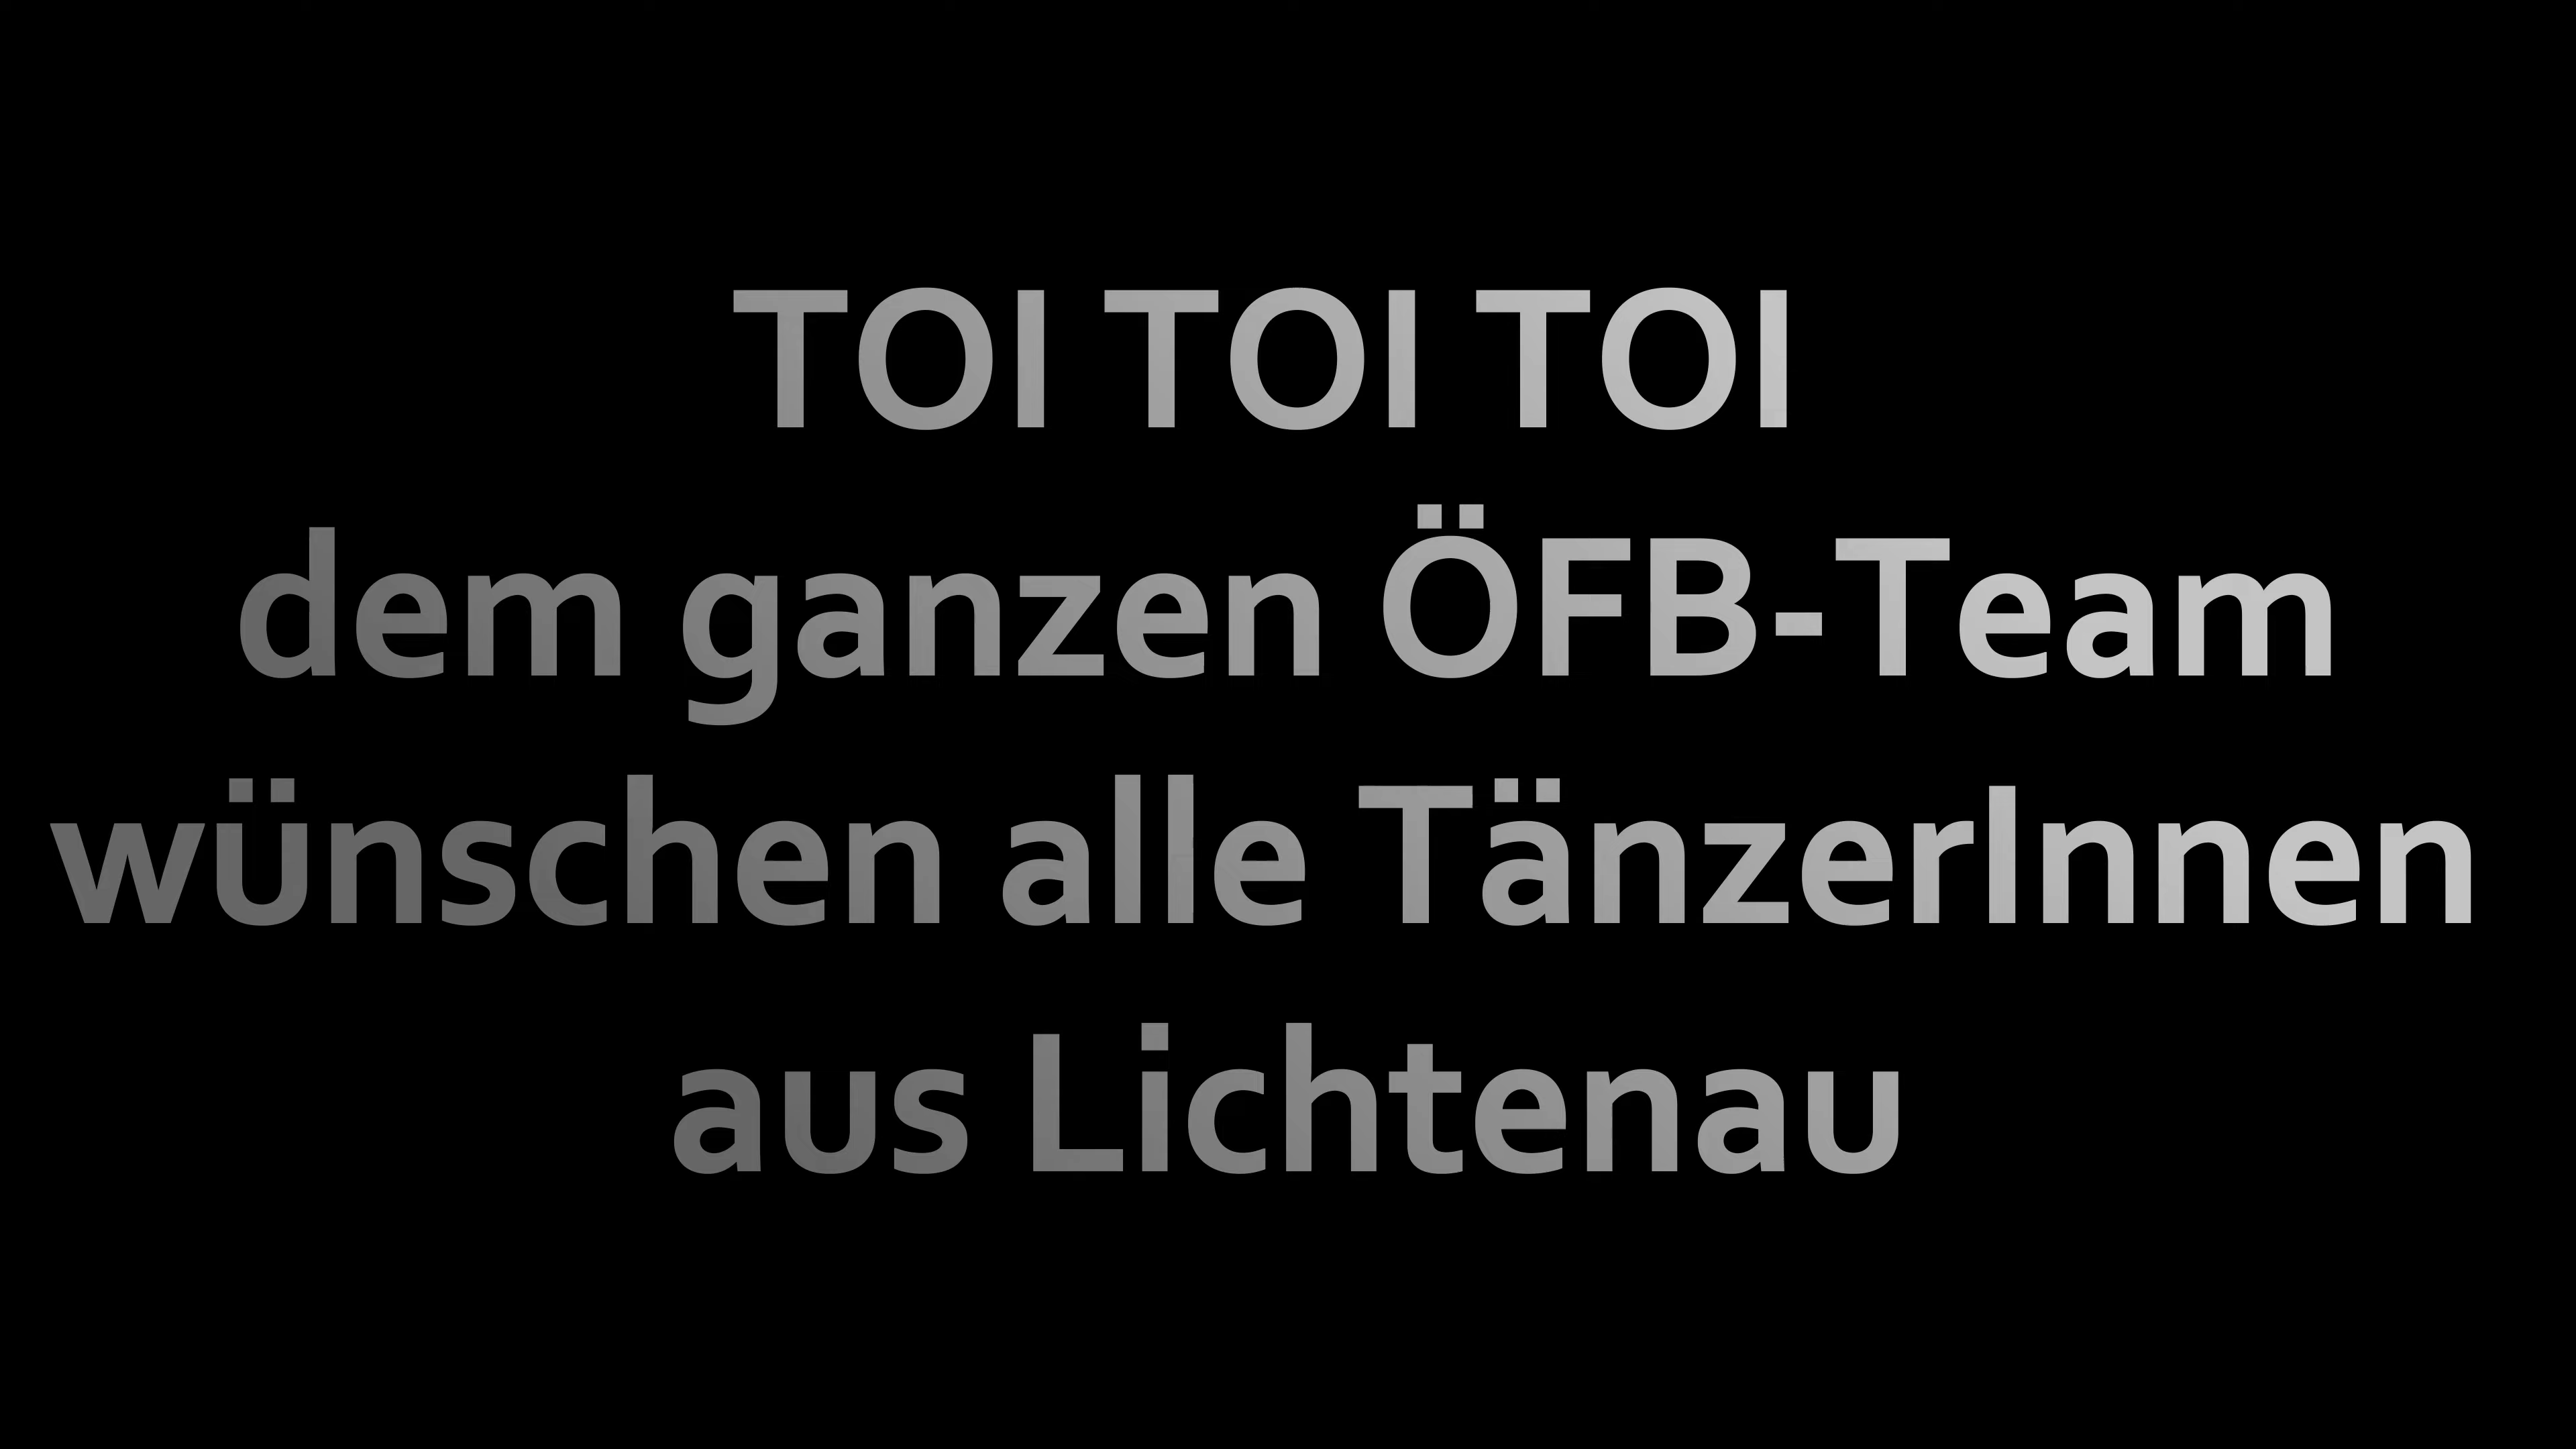 TOI TOI TOI
dem ganzen ÖFB-Team
wünschen alle TänzerInnen
aus Lichtenau